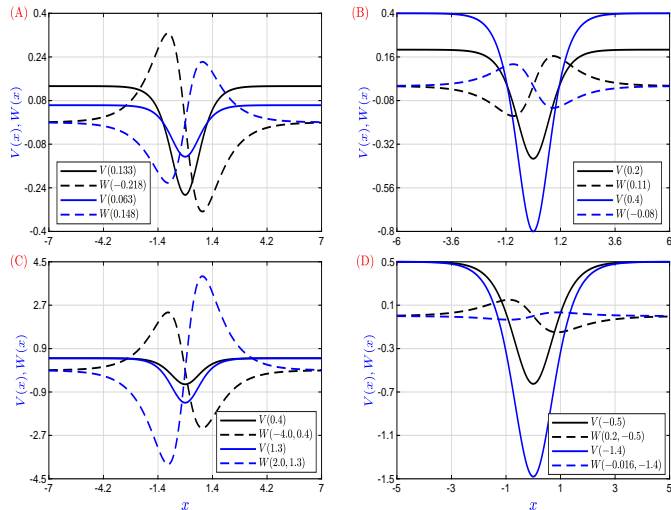 (A)
V(x), W(x)
0.4
0.24
0.08
-0.08
-0.24
-0.4
V(0.133)
W(−0.218)
V(0.063)
W(0.148)
-7 -4.2 -1.4 1.4 4.2 7
(B)
V(x), W(x)
0.4
0.16
-0.08
-0.32
-0.56
-0.8
V(0.2)
W(0.11)
V(0.4)
W(−0.08)
-6 -3.6 -1.2 1.2 3.6 6
(C)
V(x), W(x)
4.5
2.7
0.9
-0.9
-2.7
-4.5
V(0.4)
W(−4.0, 0.4)
V(1.3)
W(2.0, 1.3)
-7 -4.2 -1.4 1.4 4.2 7
x
(D)
V(x), W(x)
0.5
0.1
-0.3
-0.7
-1.1
-1.5
V(−0.5)
W(0.2, −0.5)
V(−1.4)
W(−0.016, −1.4)
-5 -3 -1 1 3 5
x